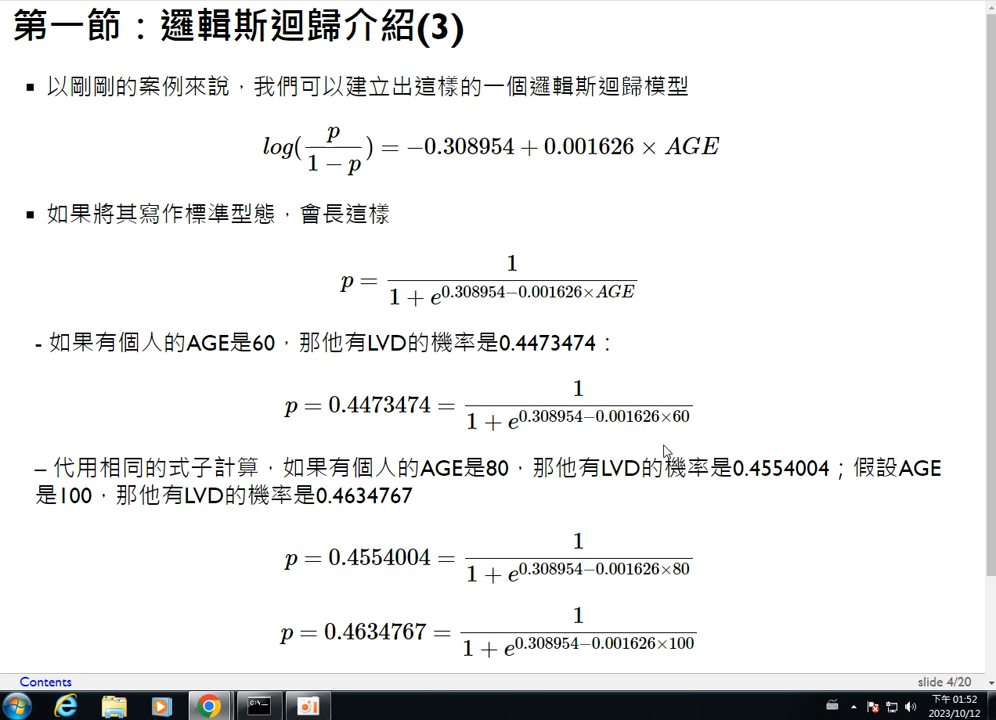 第一節：邏輯斯迴歸介紹(3)
▪ 以剛剛的案例來說，我們可以建立出這樣的一個邏輯斯迴歸模型
log(p/(1 − p)) = −0.308954 + 0.001626 × AGE
▪ 如果將其寫作標準型態，會長這樣
p = 1/(1 + e^(0.308954−0.001626×AGE))
- 如果有個人的AGE是60，那他有LVD的機率是0.4473474：
p = 0.4473474 = 1/(1 + e^(0.308954−0.001626×60))
– 代用相同的式子計算，如果有個人的AGE是80，那他有LVD的機率是0.4554004；假設AGE
是100，那他有LVD的機率是0.4634767
p = 0.4554004 = 1/(1 + e^(0.308954−0.001626×80))
p = 0.4634767 = 1/(1 + e^(0.308954−0.001626×100))
Contents
slide 4/20
下午 01:52
2023/10/12